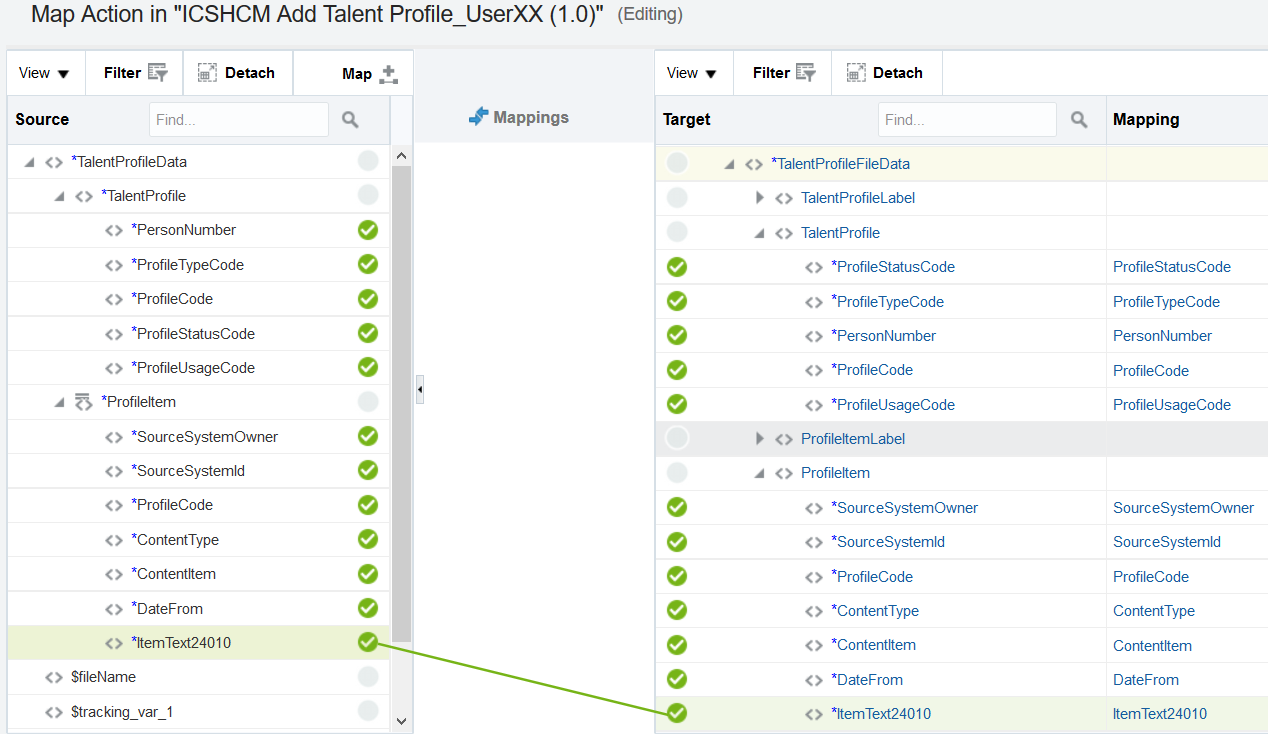 Map Action in "ICSHCM Add Talent Profile_UserXX (1.0)" (Editing)
View Filter Detach Map
Source Find...
*TalentProfileData
*TalentProfile
*PersonNumber
*ProfileTypeCode
*ProfileCode
*ProfileStatusCode
*ProfileUsageCode
*ProfileItem
*SourceSystemOwner
*SourceSystemId
*ProfileCode
*ContentType
*ContentItem
*DateFrom
*ItemText24010
$fileName
$tracking_var_1
Mappings
View Filter Detach
Target Find... Mapping
*TalentProfileFileData
TalentProfileLabel
TalentProfile
*ProfileStatusCode ProfileStatusCode
*ProfileTypeCode ProfileTypeCode
*PersonNumber PersonNumber
*ProfileCode ProfileCode
*ProfileUsageCode ProfileUsageCode
ProfileItemLabel
ProfileItem
*SourceSystemOwner SourceSystemOwner
*SourceSystemId SourceSystemId
*ProfileCode ProfileCode
*ContentType ContentType
*ContentItem ContentItem
*DateFrom DateFrom
*ItemText24010 ItemText24010